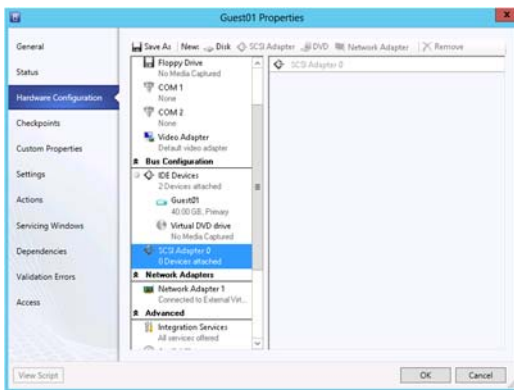 Guest01 Properties
General
Status
Hardware Configuration
Checkpoints
Custom Properties
Settings
Actions
Servicing Windows
Dependencies
Validation Errors
Access
Save As New: Disk SCSI Adapter DVD Network Adapter Remove
Floppy Drive
No Media Captured
COM 1
None
COM 2
None
Video Adapter
Default video adapter
Bus Configuration
IDE Devices
2 Devices attached
Guest01
40.00 GB, Primary
Virtual DVD drive
No Media Captured
SCSI Adapter 0
0 Devices attached
Network Adapters
Network Adapter 1
Connected to External Virt...
Advanced
Integration Services
All services offered
SCSI Adapter 0
View Script
OK Cancel